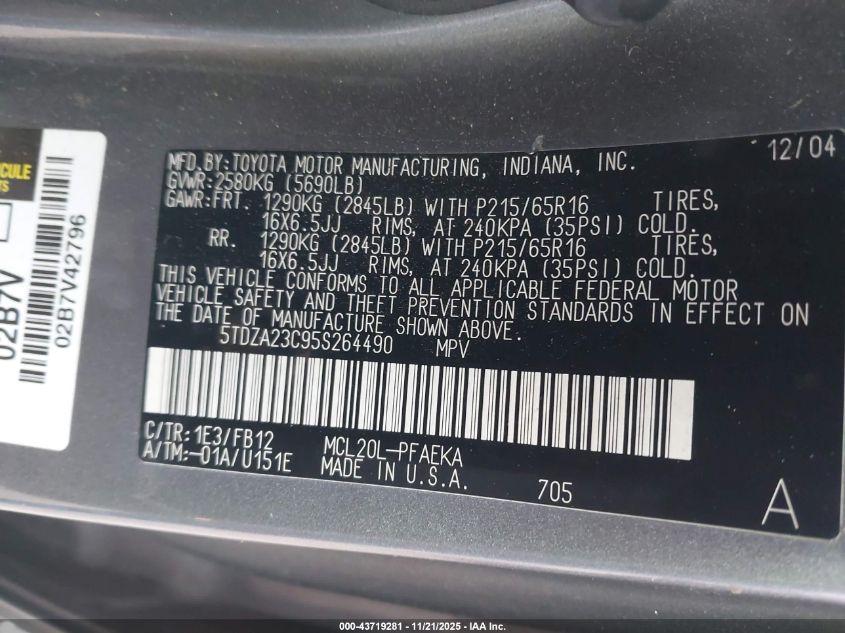 MFD.BY:TOYOTA MOTOR MANUFACTURING, INDIANA, INC. 12/04
GVWR:2580KG (5690LB)
GAWR:FRT. 1290KG (2845LB) WITH P215/65R16 TIRES,
16X6.5JJ RIMS, AT 240KPA (35PSI) COLD.
RR. 1290KG (2845LB) WITH P215/65R16 TIRES,
16X6.5JJ RIMS, AT 240KPA (35PSI) COLD.
THIS VEHICLE CONFORMS TO ALL APPLICABLE FEDERAL MOTOR
VEHICLE SAFETY AND THEFT PREVENTION STANDARDS IN EFFECT ON
THE DATE OF MANUFACTURE SHOWN ABOVE.
5TDZA23C95S264490 MPV
C/TR:1E3/FB12 MCL20L-PFAEKA
A/TM:-01A/U151E MADE IN U.S.A. 705
A
02B7V
02B7V42796
000-43719281 - 11/21/2025 - IAA Inc.